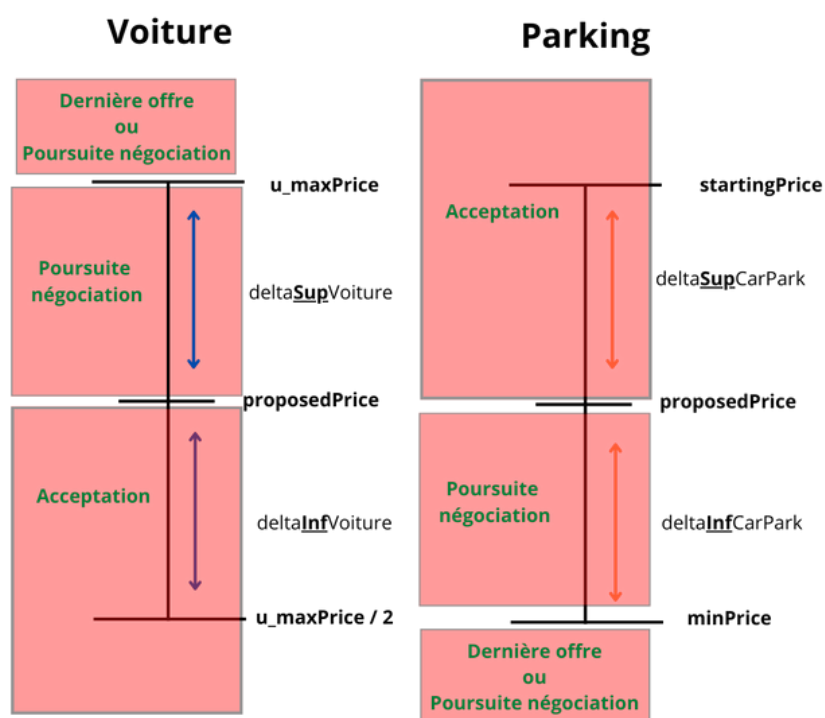 Voiture
Dernière offre
ou
Poursuite négociation
u_maxPrice
Poursuite
négociation
deltaSupVoiture
proposedPrice
Acceptation
deltaInfVoiture
u_maxPrice / 2
Parking
startingPrice
Acceptation
deltaSupCarPark
proposedPrice
Poursuite
négociation
deltaInfCarPark
minPrice
Dernière offre
ou
Poursuite négociation